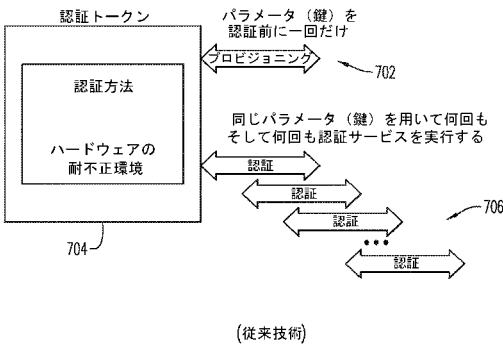 認証トークン
パラメータ（鍵）を
認証前に一回だけ
プロビジョニング
702
認証方法
ハードウェアの
耐不正環境
同じパラメータ（鍵）を用いて何回も
そして何回も認証サービスを実行する
認証
認証
認証
706
•••
認証
704
(従来技術)